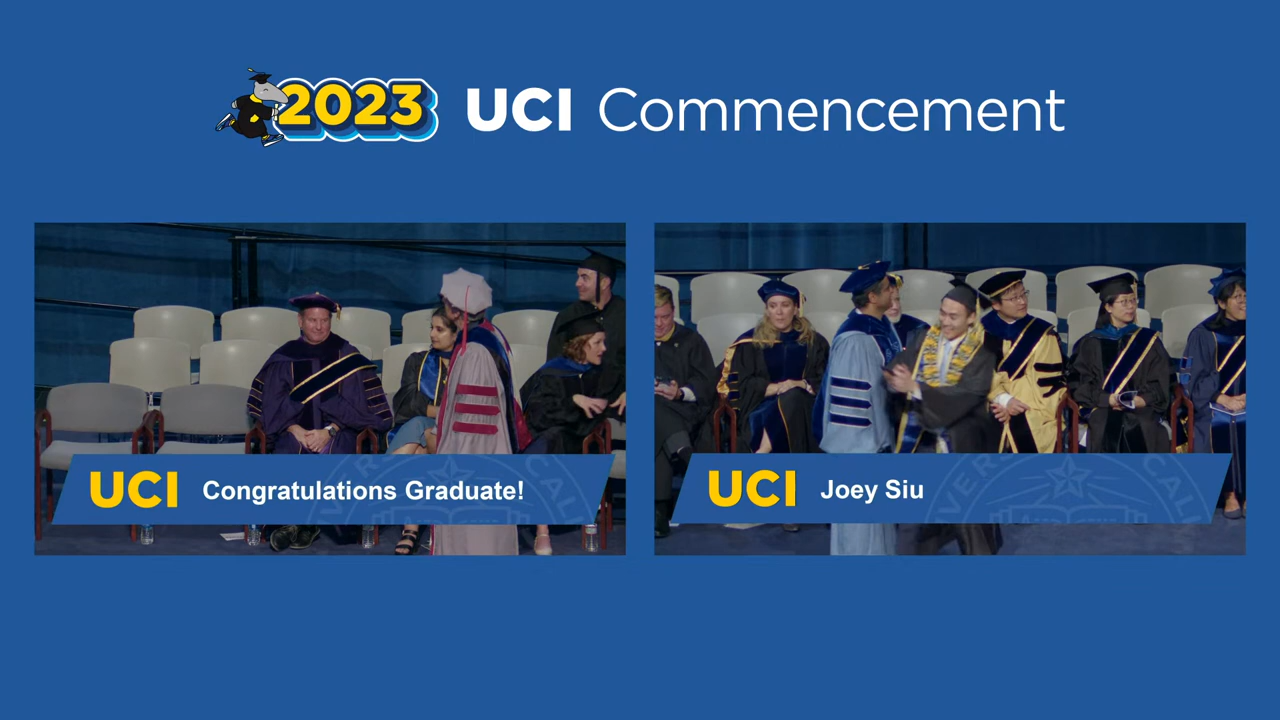 2023 UCI Commencement
UCI Congratulations Graduate!
UCI Joey Siu